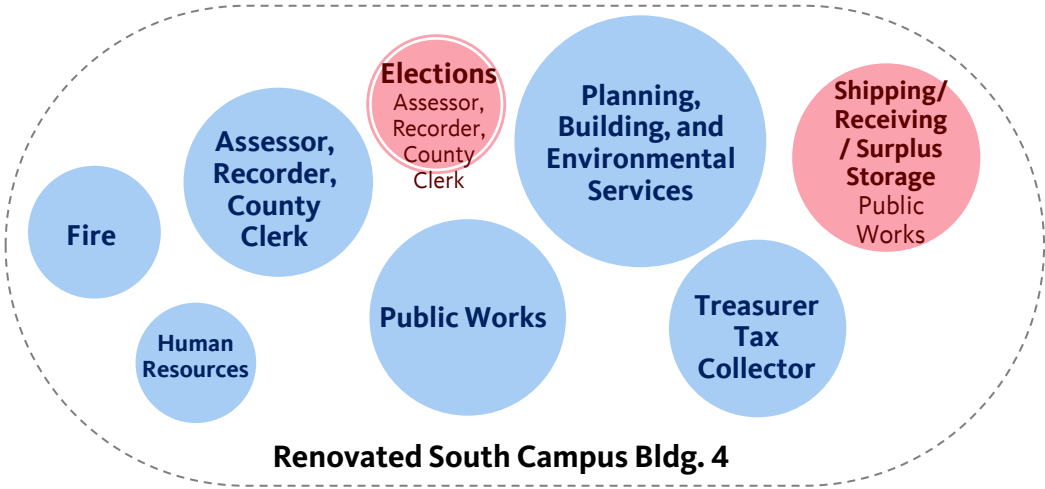 Elections
Assessor,
Recorder,
County
Clerk
Planning,
Building, and
Environmental
Services
Shipping/
Receiving
/ Surplus
Storage
Public
Works
Assessor,
Recorder,
County
Clerk
Fire
Public Works
Treasurer
Tax
Collector
Human
Resources
Renovated South Campus Bldg. 4